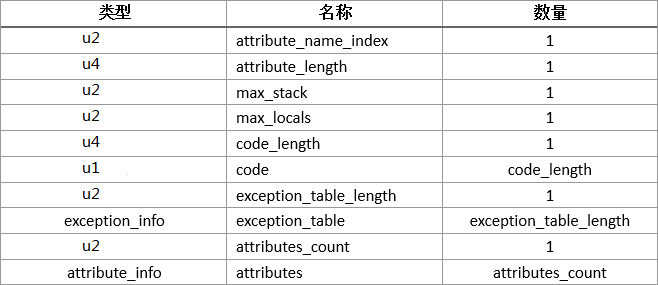 类型 名称 数量
u2 attribute_name_index 1
u4 attribute_length 1
u2 max_stack 1
u2 max_locals 1
u4 code_length 1
u1 code code_length
u2 exception_table_length 1
exception_info exception_table exception_table_length
u2 attributes_count 1
attribute_info attributes attributes_count